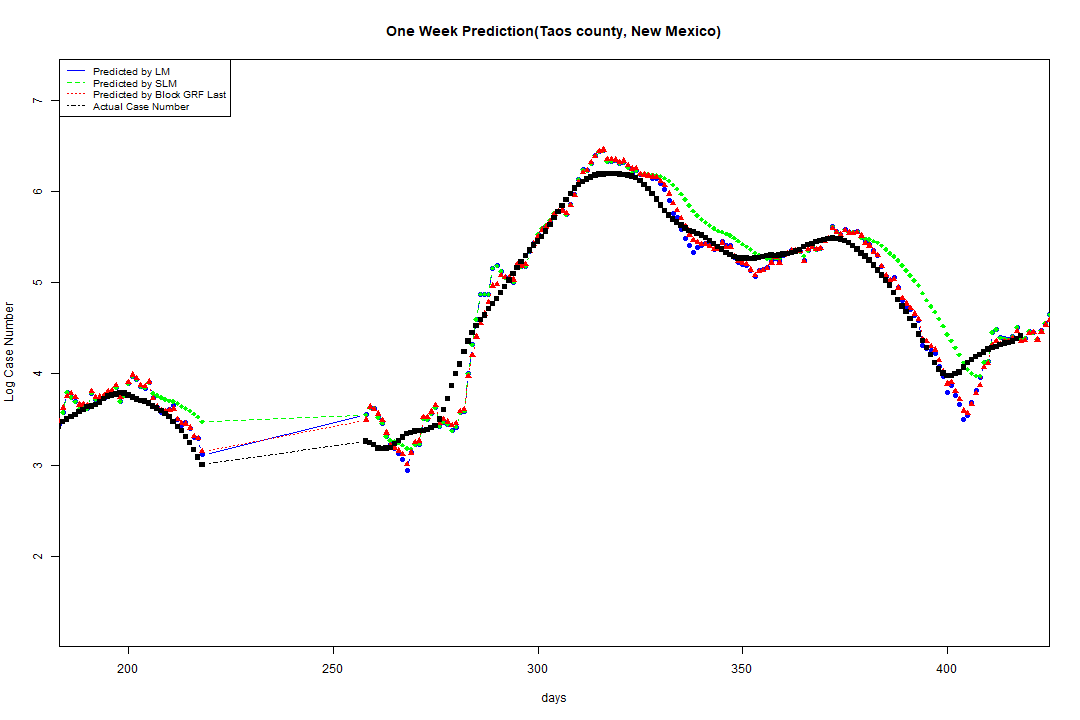 One Week Prediction(Taos county, New Mexico)
Predicted by LM
Predicted by SLM
Predicted by Block GRF Last
Actual Case Number
7
6
5
4
3
2
Log Case Number
200 250 300 350 400
days